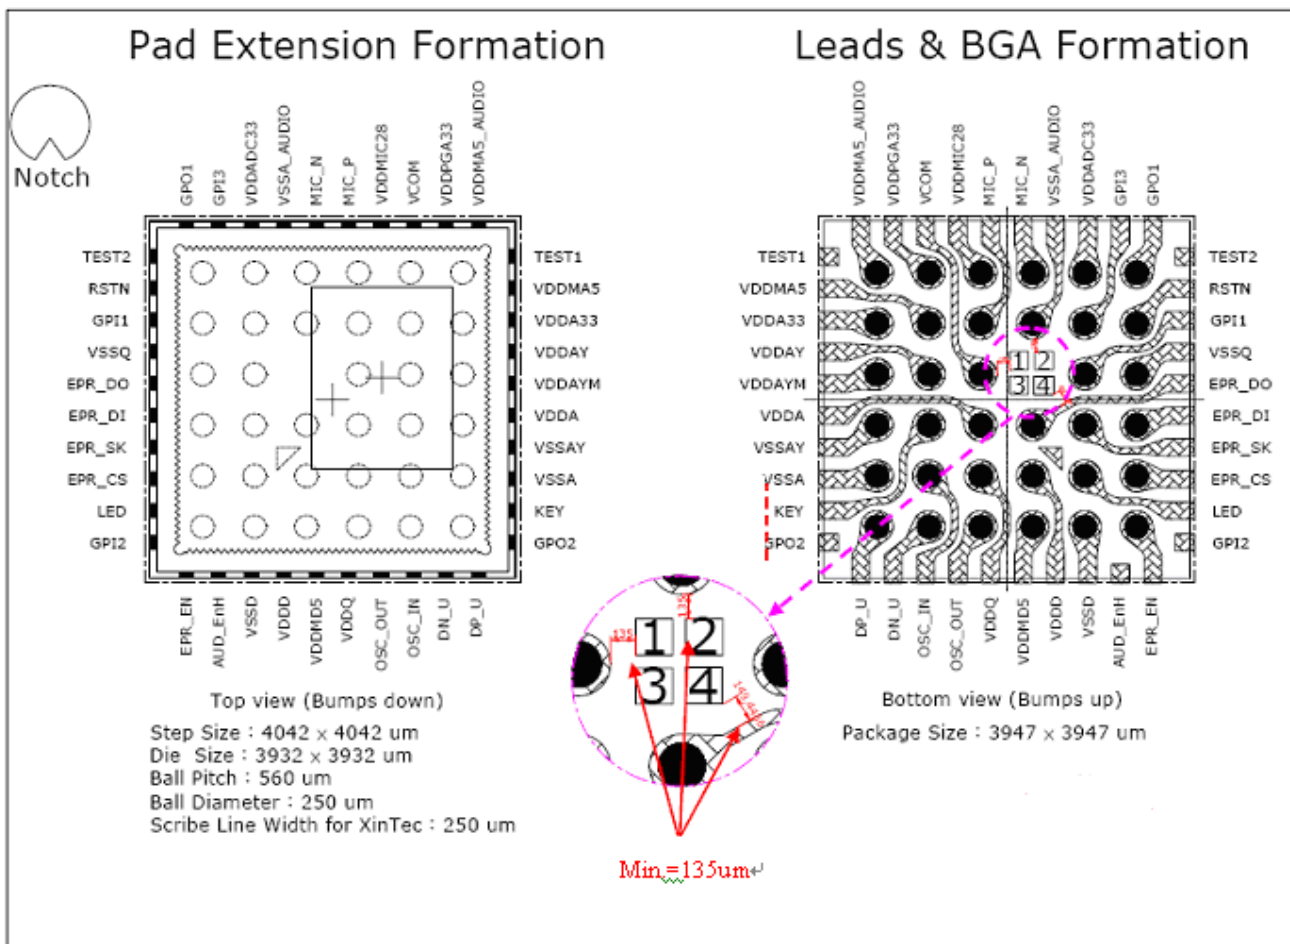 Pad Extension Formation
Leads & BGA Formation
Notch
GPO1
GPI3
VDDADC33
VSSA_AUDIO
MIC_N
MIC_P
VDDMIC28
VCOM
VDDPGA33
VDDMA5_AUDIO
TEST2
RSTN
GPI1
VSSQ
EPR_DO
EPR_DI
EPR_SK
EPR_CS
LED
GPI2
TEST1
VDDMA5
VDDA33
VDDAY
VDDAYM
VDDA
VSSAY
VSSA
KEY
GPO2
EPR_EN
AUD_EnH
VSSD
VDDD
VDDMD5
VDDQ
OSC_OUT
OSC_IN
DN_U
DP_U
Top view (Bumps down)
Step Size : 4042 x 4042 um
Die Size : 3932 x 3932 um
Ball Pitch : 560 um
Ball Diameter : 250 um
Scribe Line Width for XinTec : 250 um
VDDMA5_AUDIO
VDDPGA33
VCOM
VDDMIC28
MIC_P
MIC_N
VSSA_AUDIO
VDDADC33
GPI3
GPO1
TEST1
VDDMA5
VDDA33
VDDAY
VDDAYM
VDDA
VSSAY
VSSA
KEY
GPO2
1 2
3 4
TEST2
RSTN
GPI1
VSSQ
EPR_DO
EPR_DI
EPR_SK
EPR_CS
LED
GPI2
DP_U
DN_U
OSC_IN
OSC_OUT
VDDQ
VDDMD5
VDDD
VSSD
AUD_EnH
EPR_EN
Bottom view (Bumps up)
Package Size : 3947 x 3947 um
135
135
1 2
3 4
Min.=135um